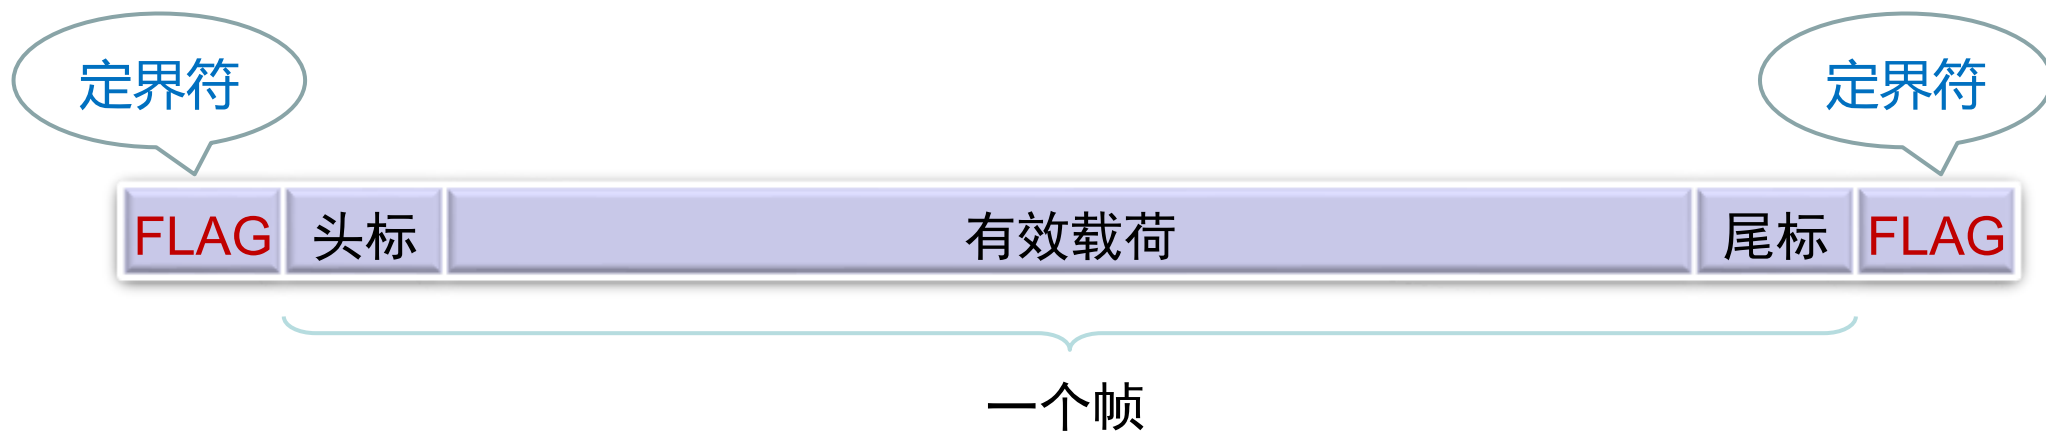 定界符 定界符
FLAG 头标 有效载荷 尾标 FLAG
一个帧